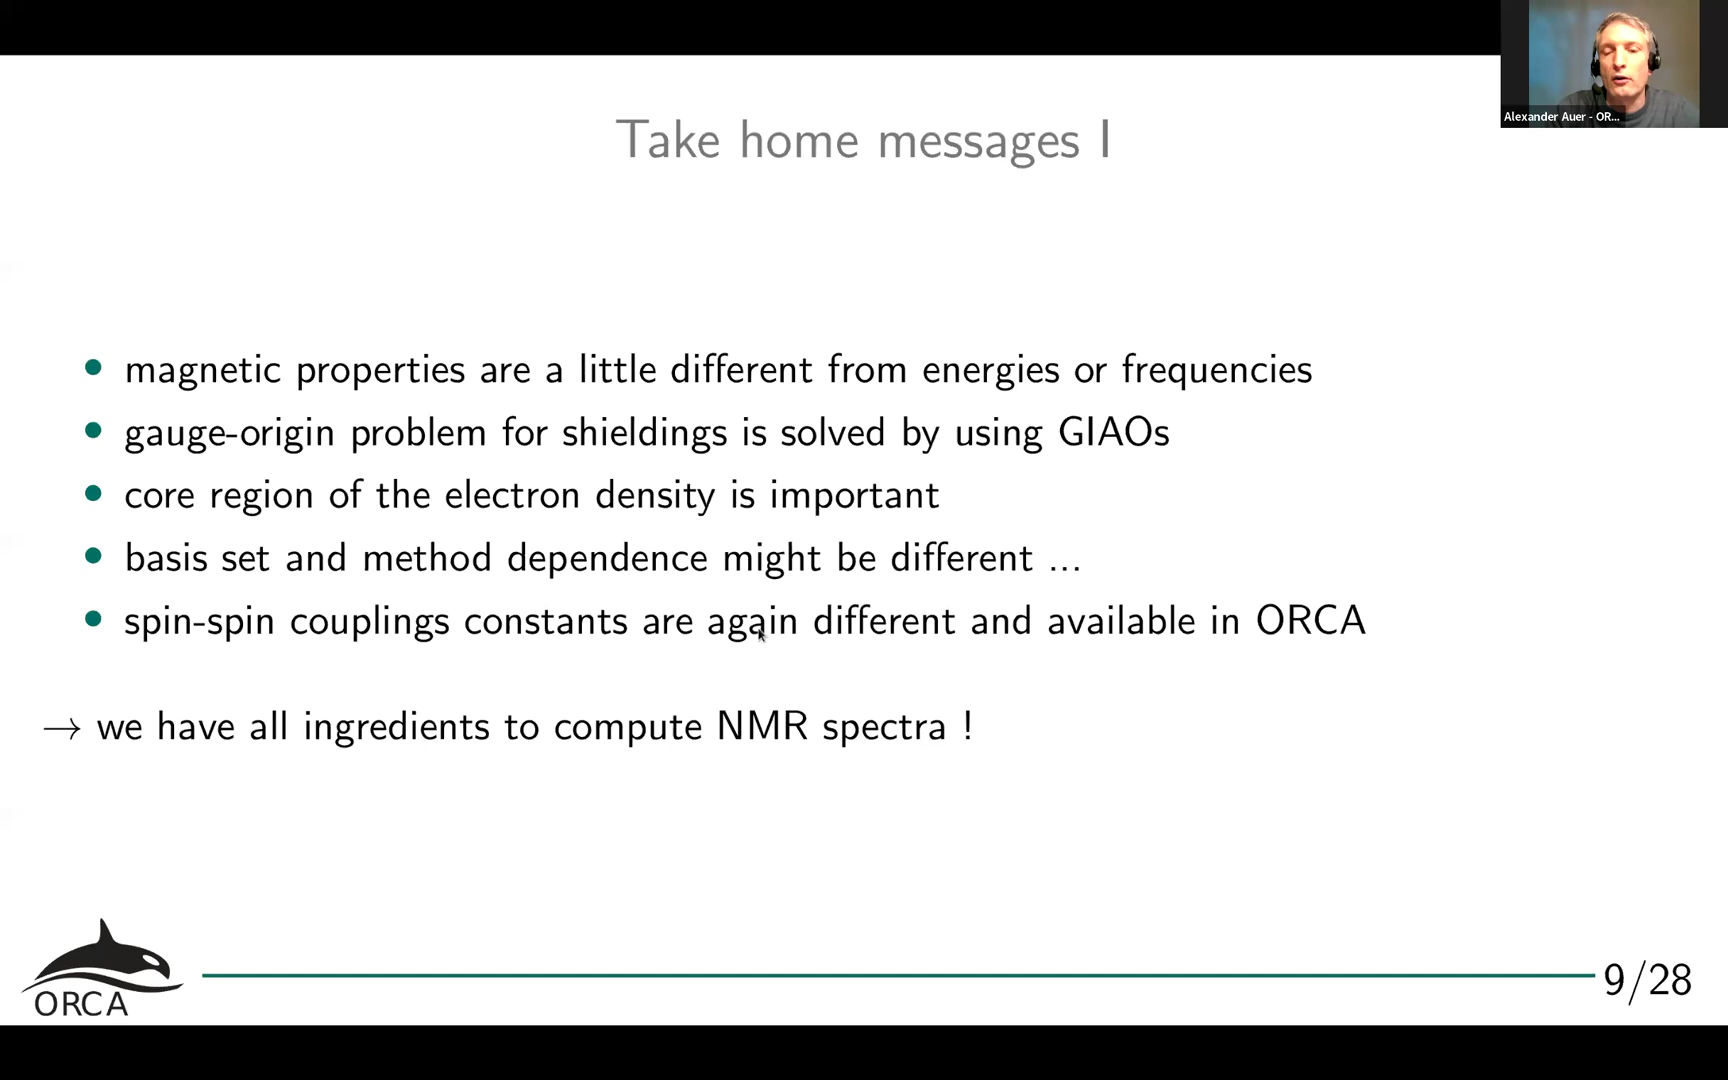 Alexander Auer - OR...
Take home messages I
• magnetic properties are a little different from energies or frequencies
• gauge-origin problem for shieldings is solved by using GIAOs
• core region of the electron density is important
• basis set and method dependence might be different ...
• spin-spin couplings constants are again different and available in ORCA
→ we have all ingredients to compute NMR spectra !
ORCA
9/28